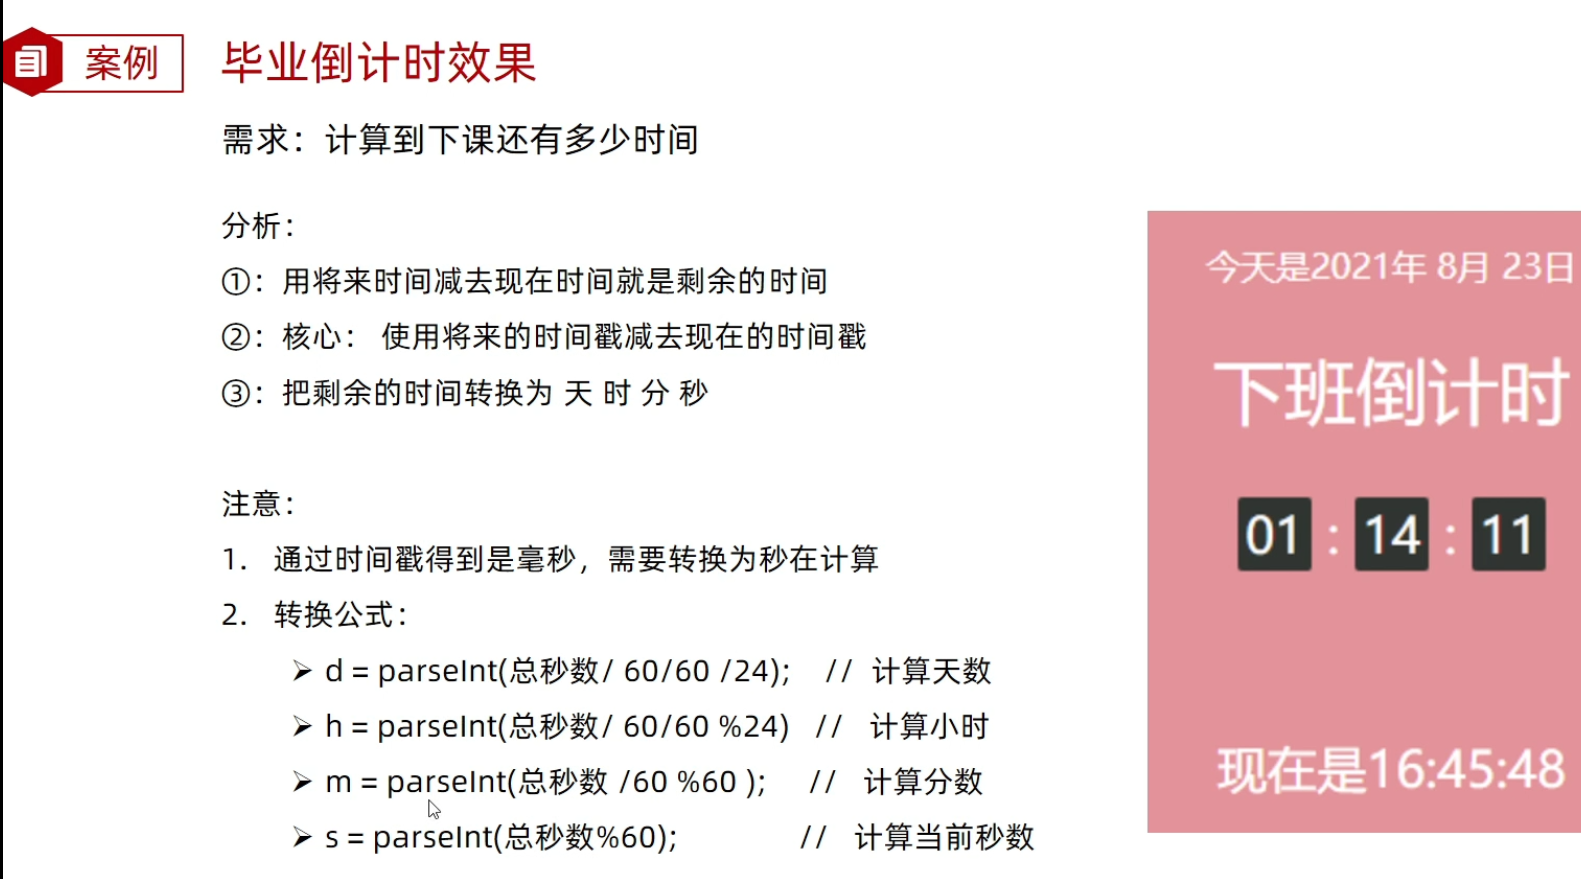 案例
毕业倒计时效果
需求：计算到下课还有多少时间
分析：
①：用将来时间减去现在时间就是剩余的时间
②：核心： 使用将来的时间戳减去现在的时间戳
③：把剩余的时间转换为 天 时 分 秒
注意：
1. 通过时间戳得到是毫秒，需要转换为秒在计算
2. 转换公式：
➢ d = parseInt(总秒数/ 60/60 /24); // 计算天数
➢ h = parseInt(总秒数/ 60/60 %24) // 计算小时
➢ m = parseInt(总秒数 /60 %60 ); // 计算分数
➢ s = parseInt(总秒数%60); // 计算当前秒数
今天是2021年 8月 23日
下班倒计时
01 : 14 : 11
现在是16:45:48